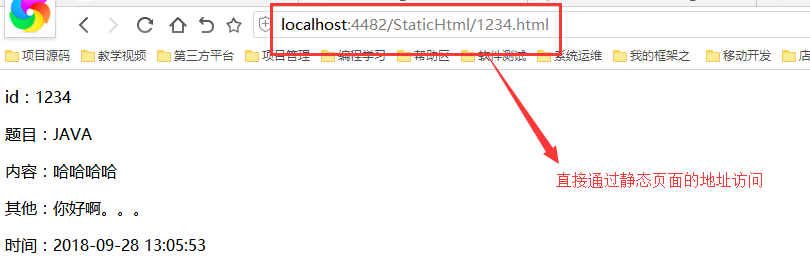 localhost:4482/StaticHtml/1234.html
项目源码 教学视频 第三方平台 项目管理 编程学习 帮助区 软件测试 系统运维 我的框架之 移动开发 店
id：1234
题目：JAVA
直接通过静态页面的地址访问
内容：哈哈哈哈
其他：你好啊。。。
时间：2018-09-28 13:05:53